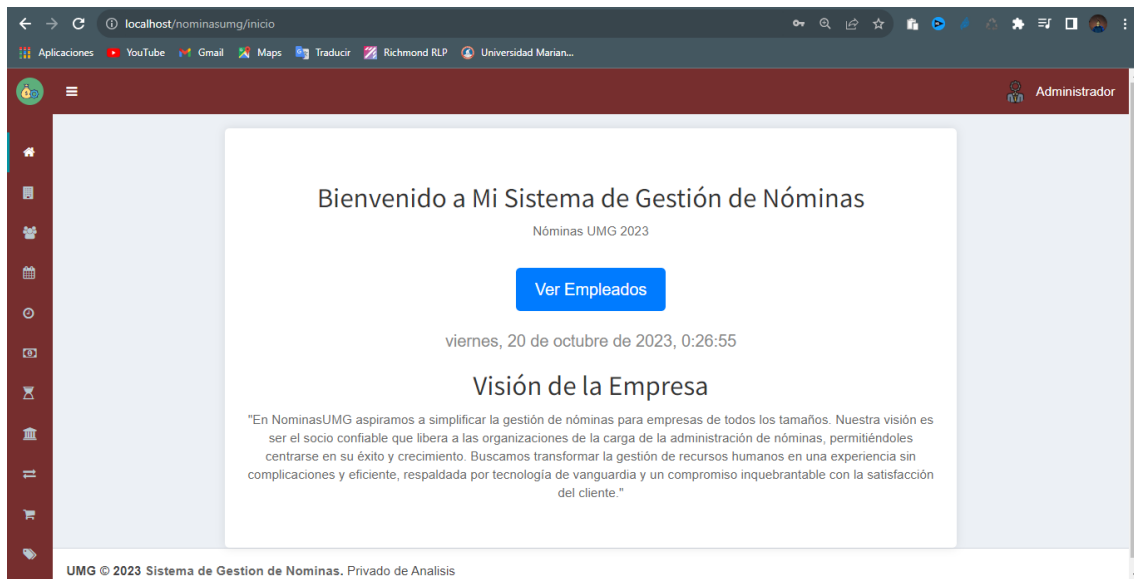 localhost/nominasumg/inicio
Aplicaciones YouTube Gmail Maps Traducir Richmond RLP Universidad Marian...
Administrador
Bienvenido a Mi Sistema de Gestión de Nóminas
Nóminas UMG 2023
Ver Empleados
viernes, 20 de octubre de 2023, 0:26:55
Visión de la Empresa
"En NominasUMG aspiramos a simplificar la gestión de nóminas para empresas de todos los tamaños. Nuestra visión es
ser el socio confiable que libera a las organizaciones de la carga de la administración de nóminas, permitiéndoles
centrarse en su éxito y crecimiento. Buscamos transformar la gestión de recursos humanos en una experiencia sin
complicaciones y eficiente, respaldada por tecnología de vanguardia y un compromiso inquebrantable con la satisfacción
del cliente."
UMG © 2023 Sistema de Gestion de Nominas. Privado de Analisis